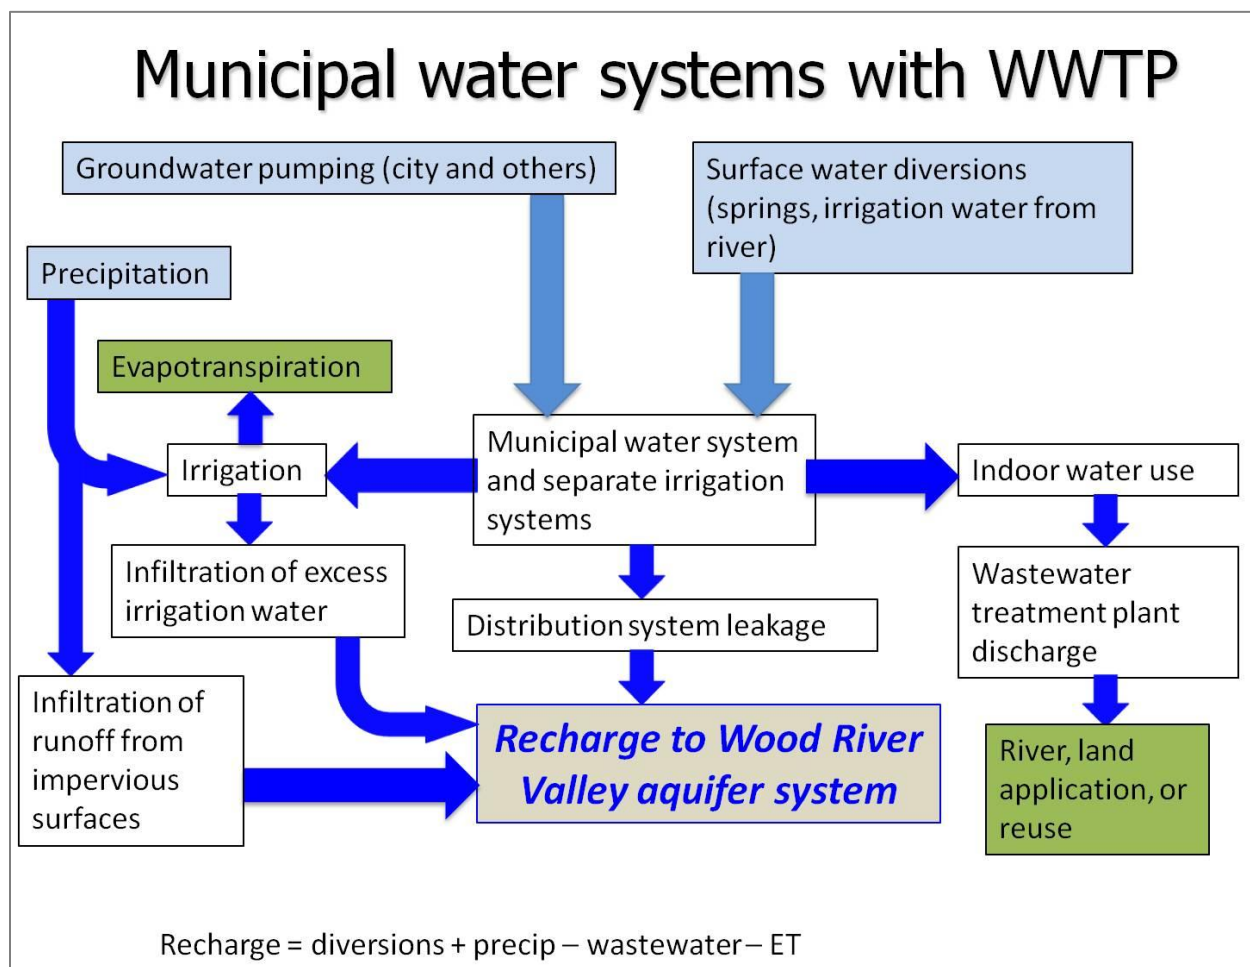 Municipal water systems with WWTP
Groundwater pumping (city and others)
Surface water diversions
(springs, irrigation water from
river)
Precipitation
Evapotranspiration
Irrigation
Municipal water system
and separate irrigation
systems
Indoor water use
Infiltration of excess
irrigation water
Distribution system leakage
Wastewater
treatment plant
discharge
Infiltration of
runoff from
impervious
surfaces
Recharge to Wood River
Valley aquifer system
River, land
application, or
reuse
Recharge = diversions + precip – wastewater – ET